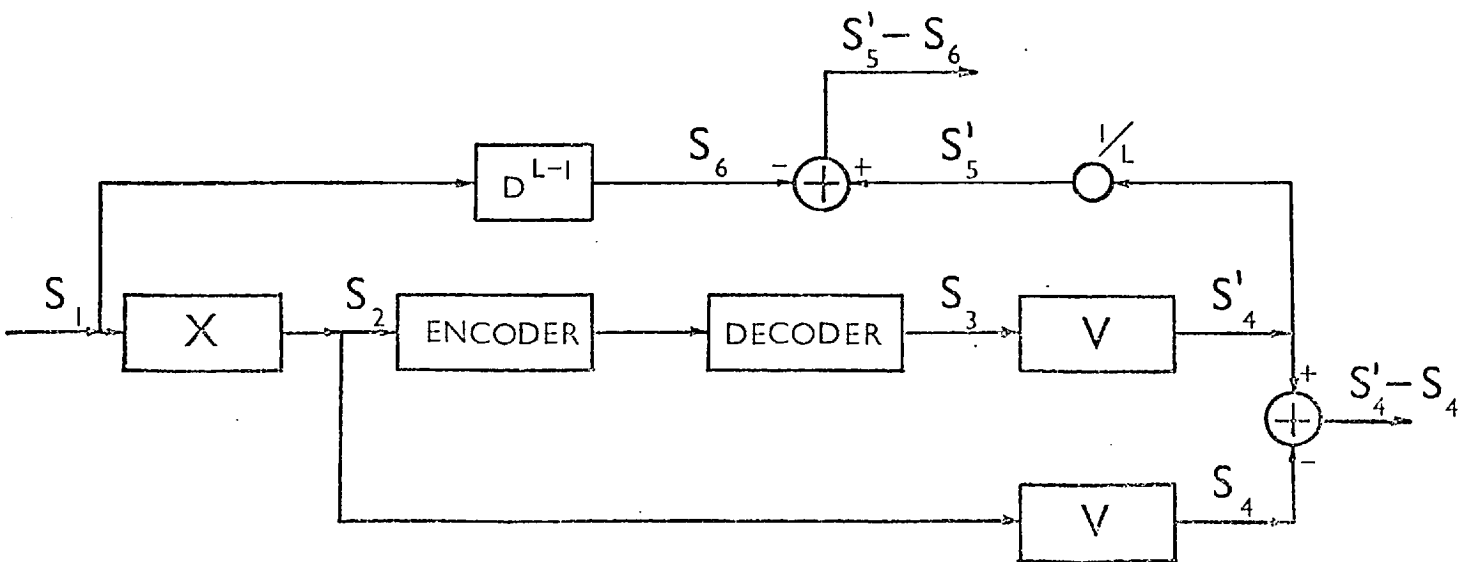 S'₅ − S₆
1/L
D^{L−1}
S₆
−
+
S'₅
S₁
X
S₂
ENCODER
DECODER
S₃
V
S'₄
+
S'₄ − S₄
−
S₄
V